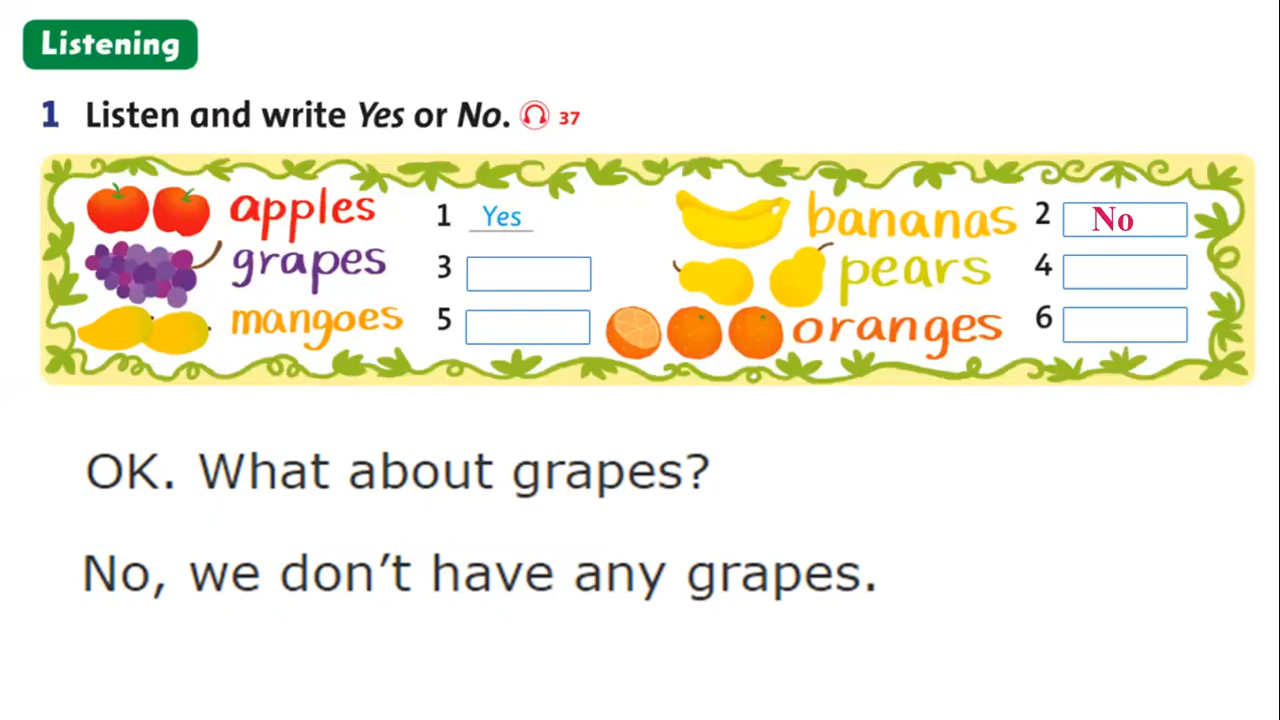 Listening
1 Listen and write Yes or No. 37
apples 1 Yes bananas 2 No
grapes 3 pears 4
mangoes 5 oranges 6
OK. What about grapes?
No, we don't have any grapes.